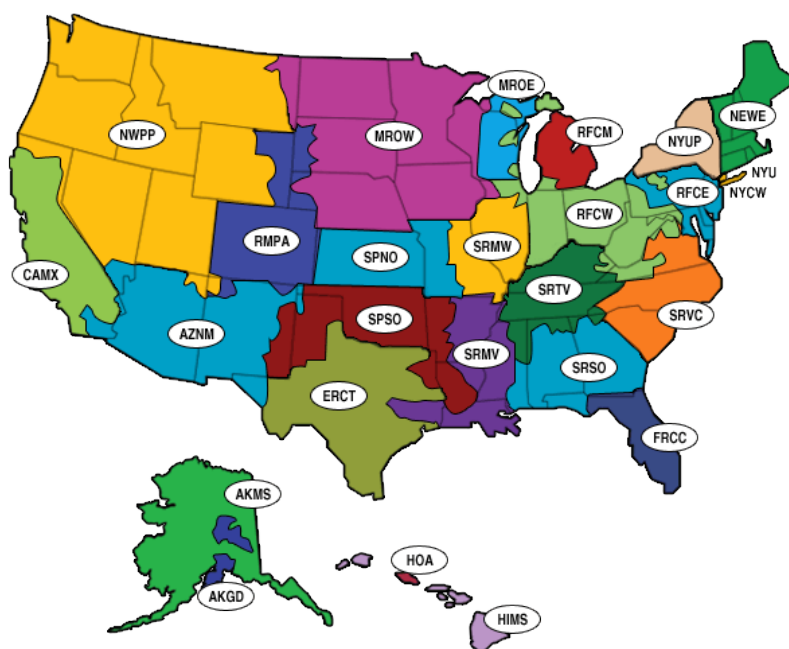 MROE
NEWE
NWPP
MROW
RFCM
NYUP
NYU
RFCE
NYCW
RFCW
RMPA
SPNO
SRMW
CAMX
SRTV
SPSO
SRVC
AZNM
SRMV
SRSO
ERCT
FRCC
AKMS
HOA
AKGD
HIMS